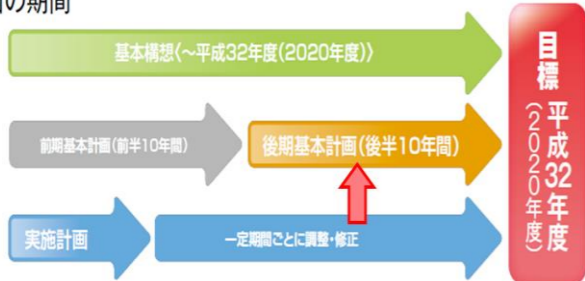 の期間
基本構想〈～平成32年度(2020年度)〉
前期基本計画(前半10年間)
後期基本計画(後半10年間)
実施計画
一定期間ごとに調整・修正
目標
平成32年度
(2020年度)